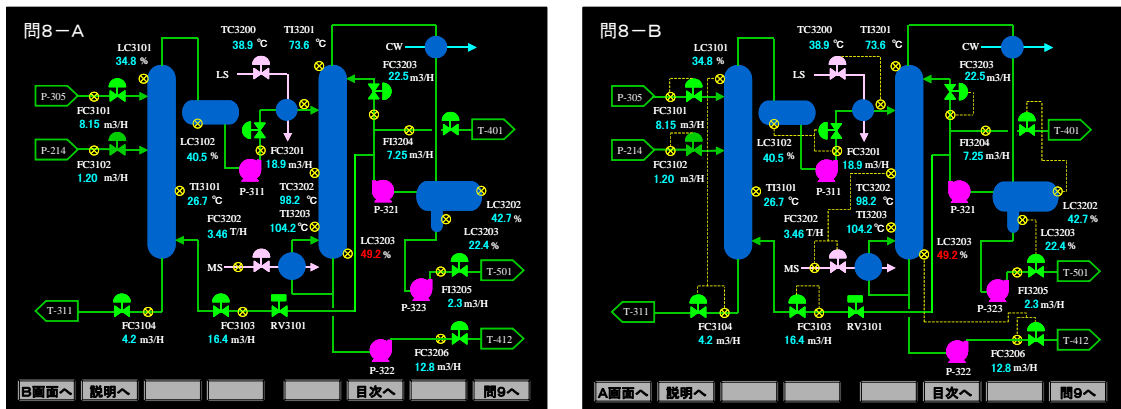 問8-A
TC3200
38.9 ℃
TI3201
73.6 ℃
LC3101
34.8 %
CW
LS
FC3203
22.5 m3/H
P-305
FC3101
8.15 m3/H
T-401
P-214
FC3102
1.20 m3/H
LC3102
40.5 %
FC3201
18.9 m3/H
FI3204
7.25 m3/H
P-311
TI3101
26.7 ℃
TC3202
98.2 ℃
P-321
LC3202
42.7 %
FC3202
3.46 T/H
TI3203
104.2 ℃
LC3203
22.4 %
LC3203
49.2 %
MS
T-501
P-323
FI3205
2.3 m3/H
T-311
FC3104
4.2 m3/H
FC3103
16.4 m3/H
RV3101
T-412
P-322
FC3206
12.8 m3/H
B画面へ
説明へ
目次へ
問9へ
問8-B
TC3200
38.9 ℃
TI3201
73.6 ℃
LC3101
34.8 %
CW
LS
FC3203
22.5 m3/H
P-305
FC3101
8.15 m3/H
T-401
P-214
FC3102
1.20 m3/H
LC3102
40.5 %
FC3201
18.9 m3/H
FI3204
7.25 m3/H
P-311
TI3101
26.7 ℃
TC3202
98.2 ℃
P-321
LC3202
42.7 %
FC3202
3.46 T/H
TI3203
104.2 ℃
LC3203
22.4 %
LC3203
49.2 %
MS
T-501
P-323
FI3205
2.3 m3/H
T-311
FC3104
4.2 m3/H
FC3103
16.4 m3/H
RV3101
T-412
P-322
FC3206
12.8 m3/H
A画面へ
説明へ
目次へ
問9へ